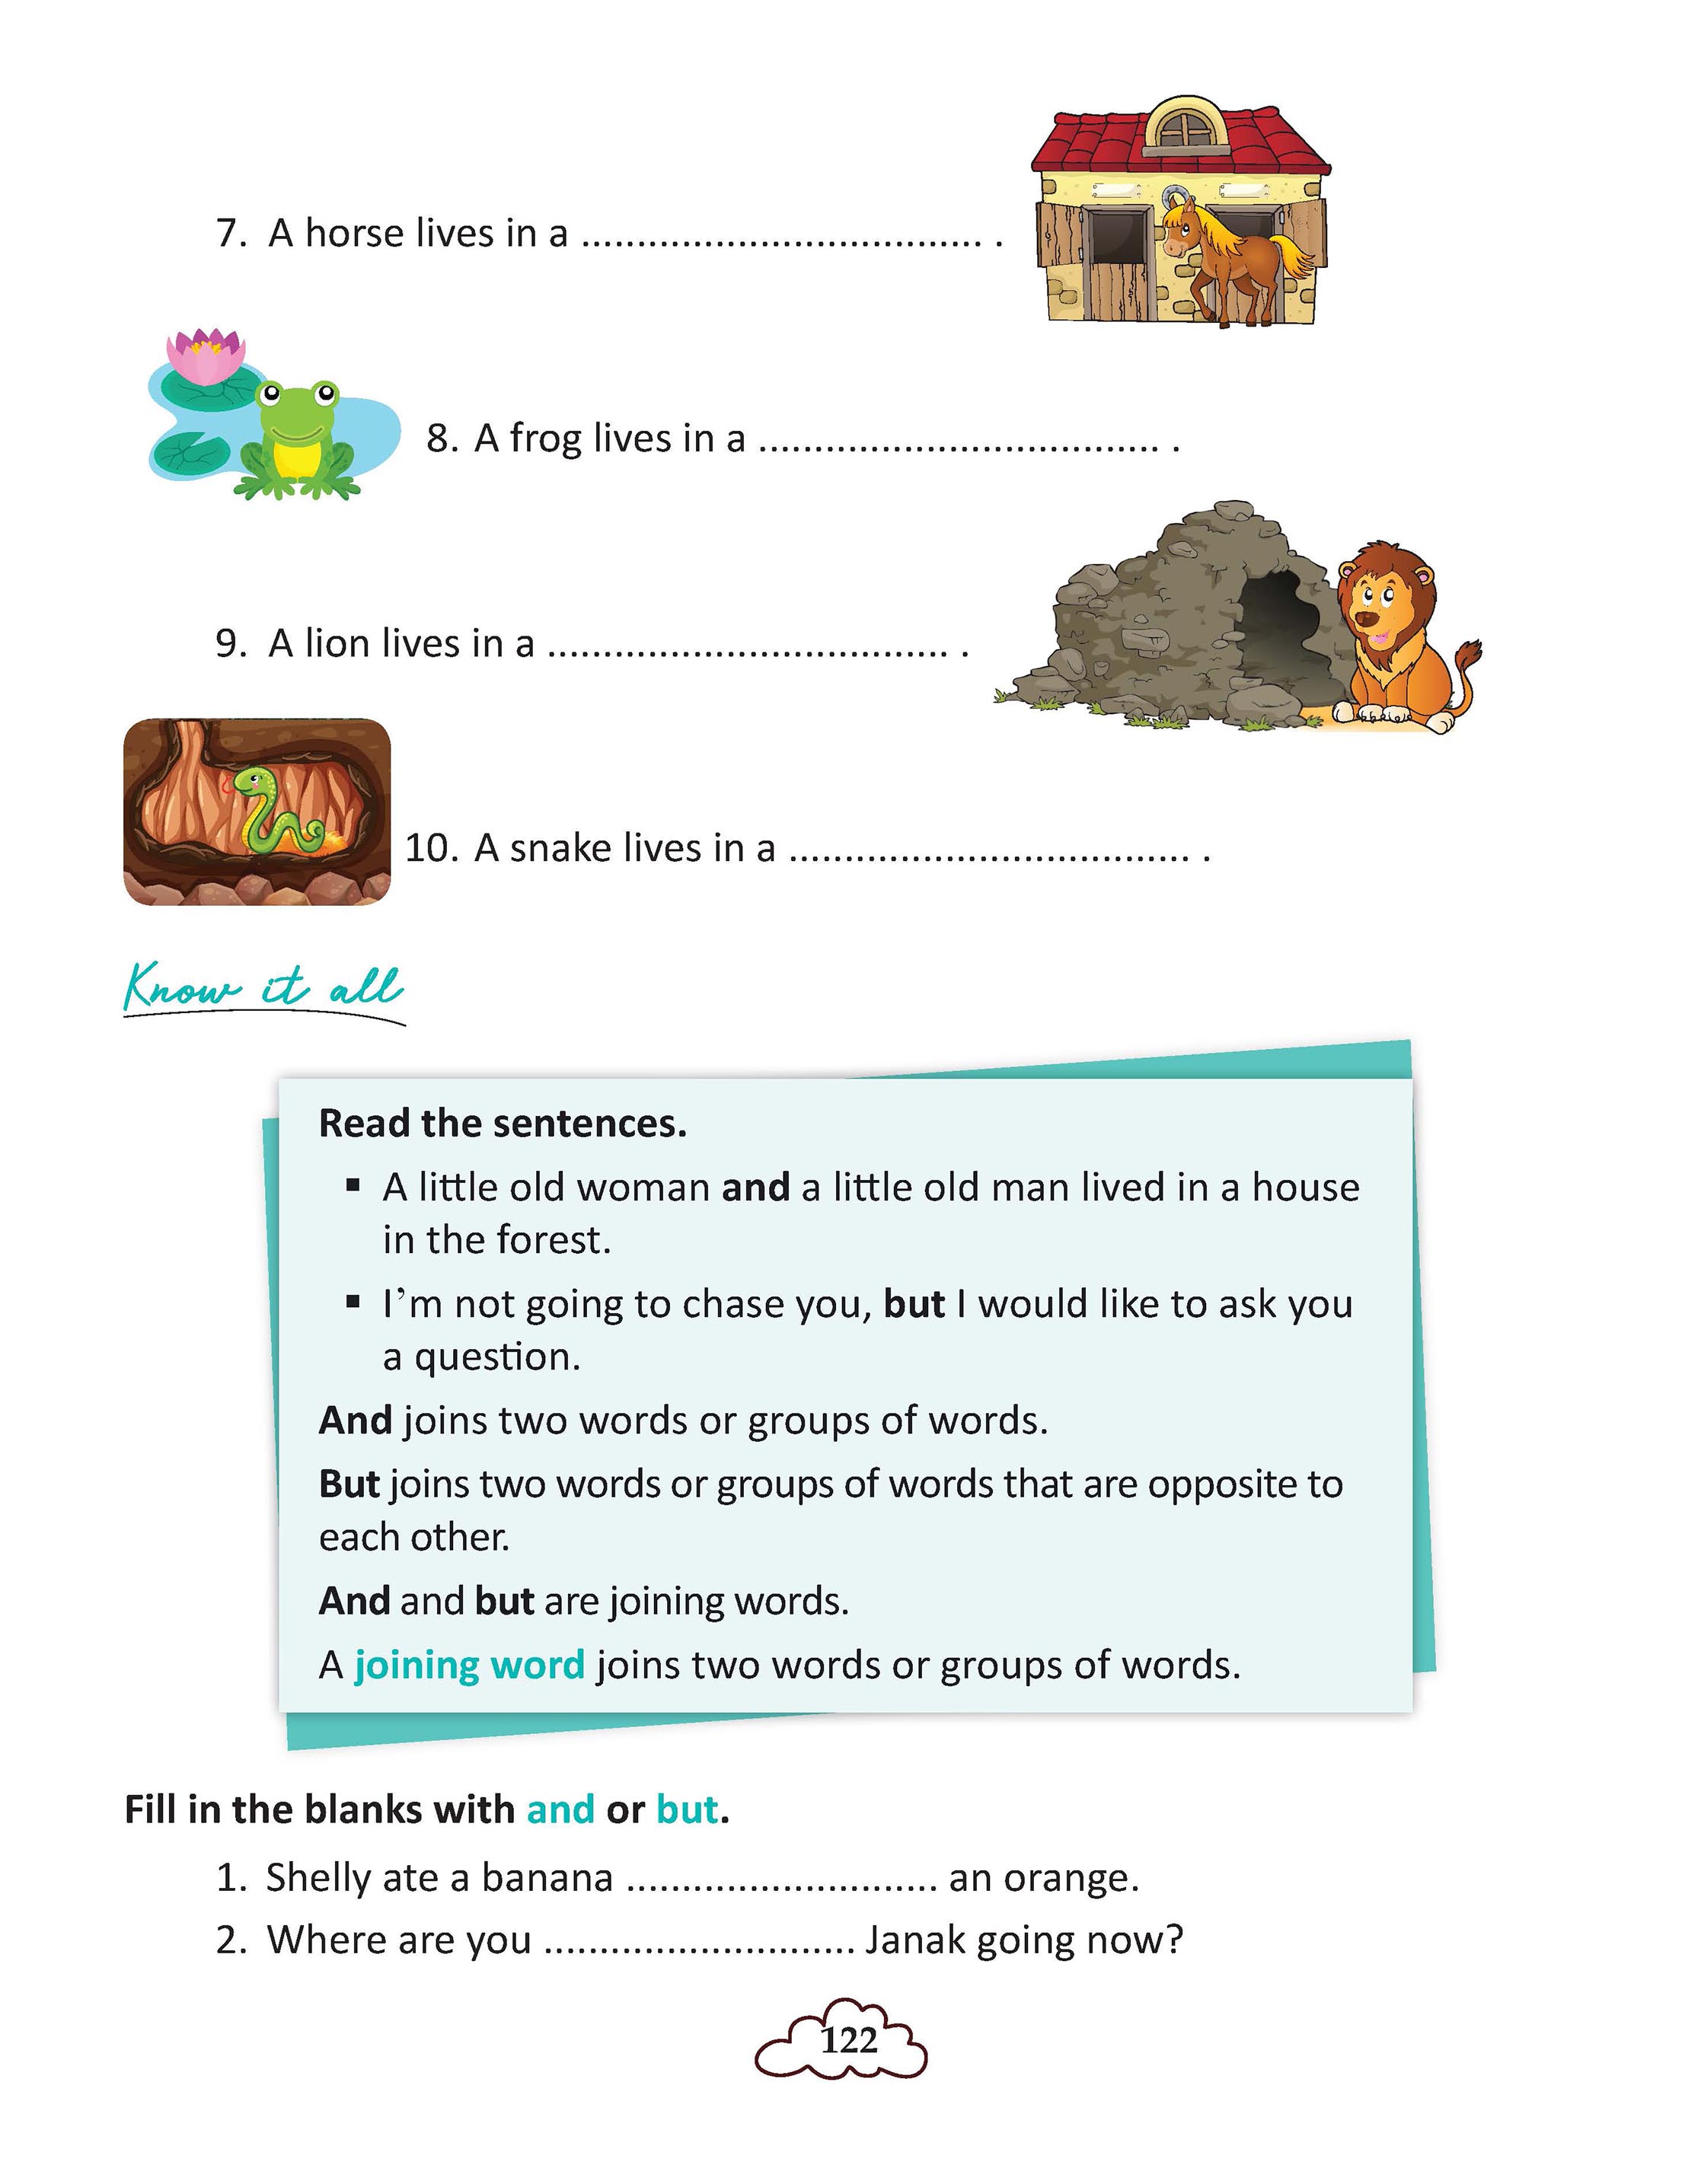 7. A horse lives in a .................................... .
8. A frog lives in a .................................... .
9. A lion lives in a .................................... .
10. A snake lives in a .................................... .
Know it all
Read the sentences.
▪ A little old woman and a little old man lived in a house
in the forest.
▪ I’m not going to chase you, but I would like to ask you
a question.
And joins two words or groups of words.
But joins two words or groups of words that are opposite to
each other.
And and but are joining words.
A joining word joins two words or groups of words.
Fill in the blanks with and or but.
1. Shelly ate a banana ............................ an orange.
2. Where are you ............................ Janak going now?
122